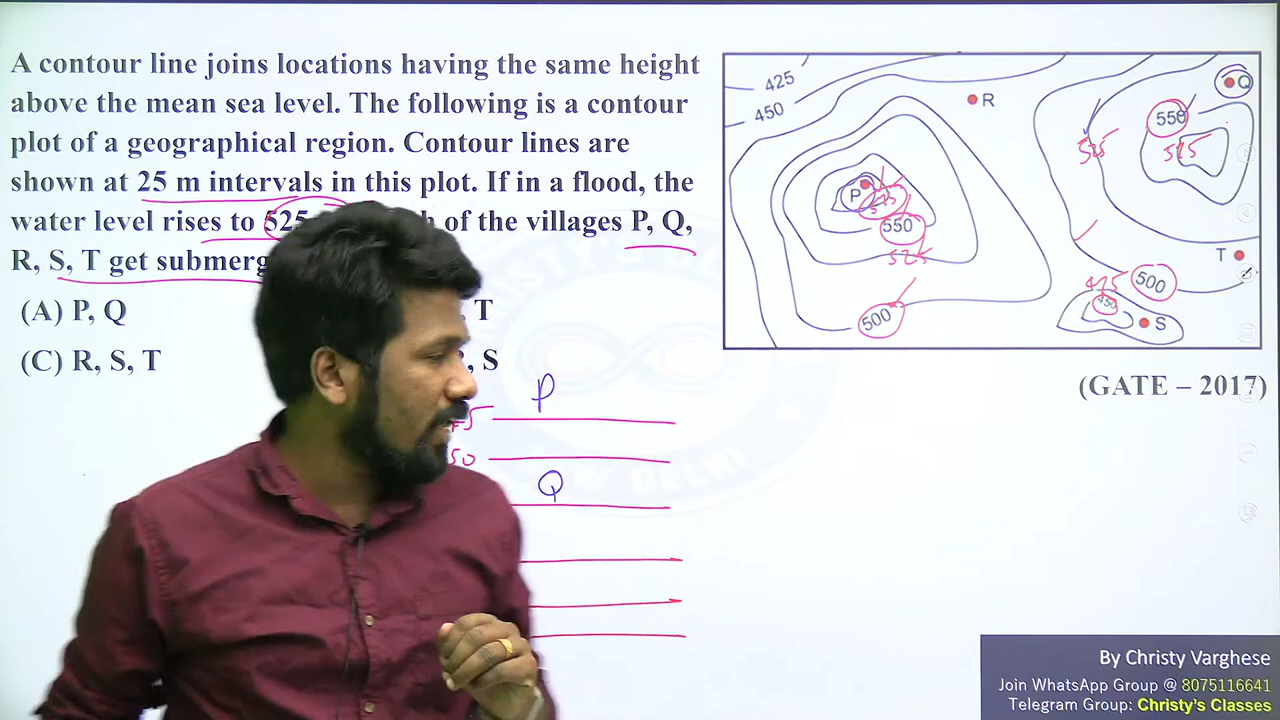 A contour line joins locations having the same height
above the mean sea level. The following is a contour
plot of a geographical region. Contour lines are
shown at 25 m intervals in this plot. If in a flood, the
water level rises to 525 of the villages P, Q,
R, S, T get submerg
(A) P, Q
T
(C) R, S, T
, S
425
450
R
Q
550
525
575
P
575
550
525
500
T
500
475
450
S
(GATE – 2017)
P
Q
By Christy Varghese
Join WhatsApp Group @ 8075116641
Telegram Group: Christy's Classes